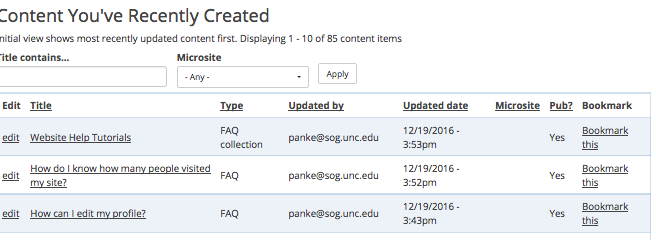 Content You've Recently Created
nitial view shows most recently updated content first. Displaying 1 - 10 of 85 content items
Title contains... Microsite
- Any - Apply
Edit Title Type Updated by Updated date Microsite Pub? Bookmark
edit Website Help Tutorials FAQ collection panke@sog.unc.edu 12/19/2016 - 3:53pm Yes Bookmark this
edit How do I know how many people visited my site? FAQ panke@sog.unc.edu 12/19/2016 - 3:52pm Yes Bookmark this
edit How can I edit my profile? FAQ panke@sog.unc.edu 12/19/2016 - 3:43pm Yes Bookmark this